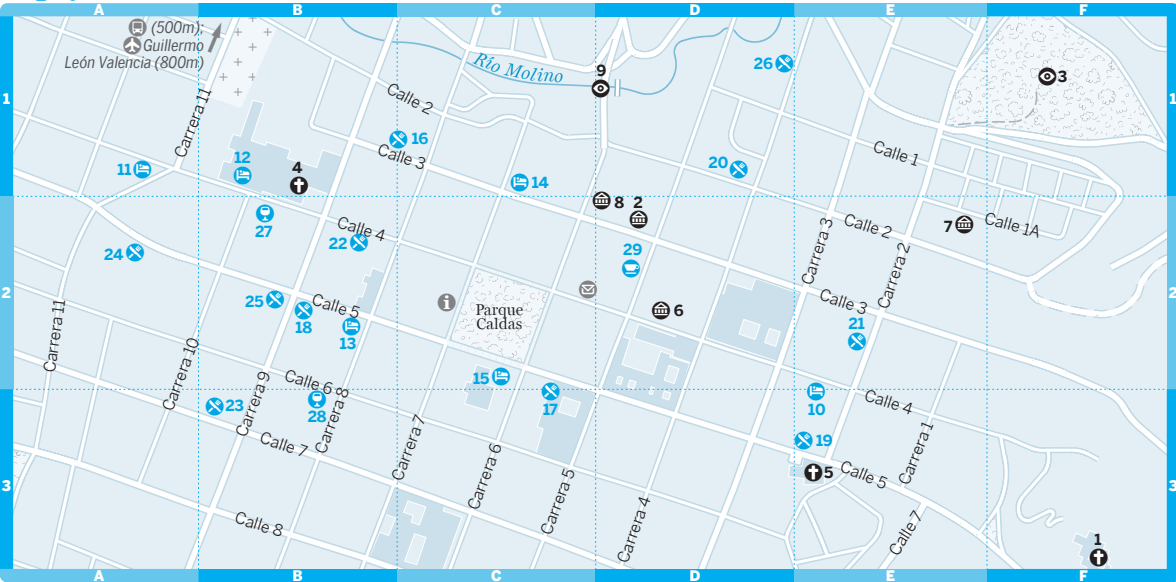 A
B
C
D
E
F
(500m);
Guillermo
León Valencia (800m)
Río Molino
9
26
3
1
1
Carrera 11
Calle 2
16
12
4
Calle 3
11
14
20
Calle 1
8
2
27
22
Calle 4
Carrera 3
Calle 2
7
Calle 1A
24
29
Carrera 2
2
2
25
18
Calle 5
13
i
Parque
Caldas
6
Calle 3
21
Carrera 11
Carrera 10
15
17
Calle 6
10
Calle 4
23
Carrera 9
28
Carrera 8
Carrera 7
Calle 7
19
Carrera 1
5
Calle 5
3
3
Carrera 6
Carrera 5
Carrera 4
Calle 8
Calle 7
1
A
B
C
D
E
F